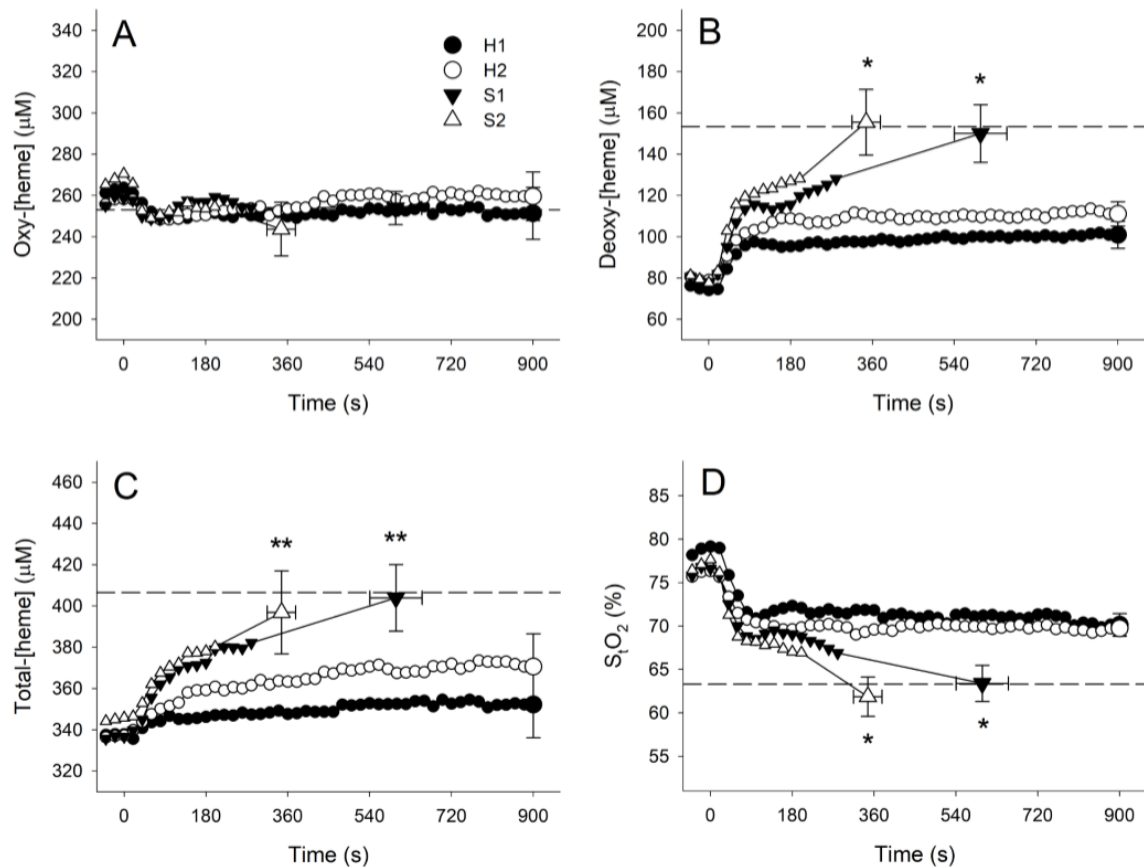 A
Oxy-[heme] (μM)
340
320
300
280
260
240
220
200
H1
H2
S1
S2
0 180 360 540 720 900
Time (s)
B
Deoxy-[heme] (μM)
200
180
160
140
120
100
80
60
* *
0 180 360 540 720 900
Time (s)
C
Total-[heme] (μM)
460
440
420
400
380
360
340
320
** **
0 180 360 540 720 900
Time (s)
D
StO2 (%)
85
80
75
70
65
60
55
* *
0 180 360 540 720 900
Time (s)